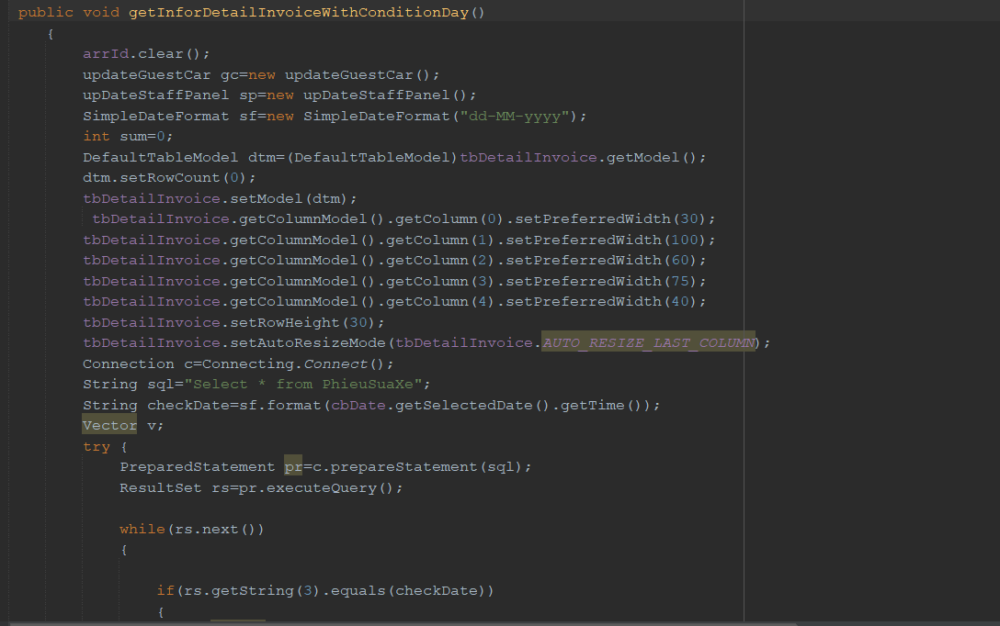 public void getInforDetailInvoiceWithConditionDay()
{
arrId.clear();
updateGuestCar gc=new updateGuestCar();
upDateStaffPanel sp=new upDateStaffPanel();
SimpleDateFormat sf=new SimpleDateFormat("dd-MM-yyyy");
int sum=0;
DefaultTableModel dtm=(DefaultTableModel)tbDetailInvoice.getModel();
dtm.setRowCount(0);
tbDetailInvoice.setModel(dtm);
tbDetailInvoice.getColumnModel().getColumn(0).setPreferredWidth(30);
tbDetailInvoice.getColumnModel().getColumn(1).setPreferredWidth(100);
tbDetailInvoice.getColumnModel().getColumn(2).setPreferredWidth(60);
tbDetailInvoice.getColumnModel().getColumn(3).setPreferredWidth(75);
tbDetailInvoice.getColumnModel().getColumn(4).setPreferredWidth(40);
tbDetailInvoice.setRowHeight(30);
tbDetailInvoice.setAutoResizeMode(tbDetailInvoice.AUTO_RESIZE_LAST_COLUMN);
Connection c=Connecting.Connect();
String sql="Select * from PhieuSuaXe";
String checkDate=sf.format(cbDate.getSelectedDate().getTime());
Vector v;
try {
PreparedStatement pr=c.prepareStatement(sql);
ResultSet rs=pr.executeQuery();
while(rs.next())
{
if(rs.getString(3).equals(checkDate))
{